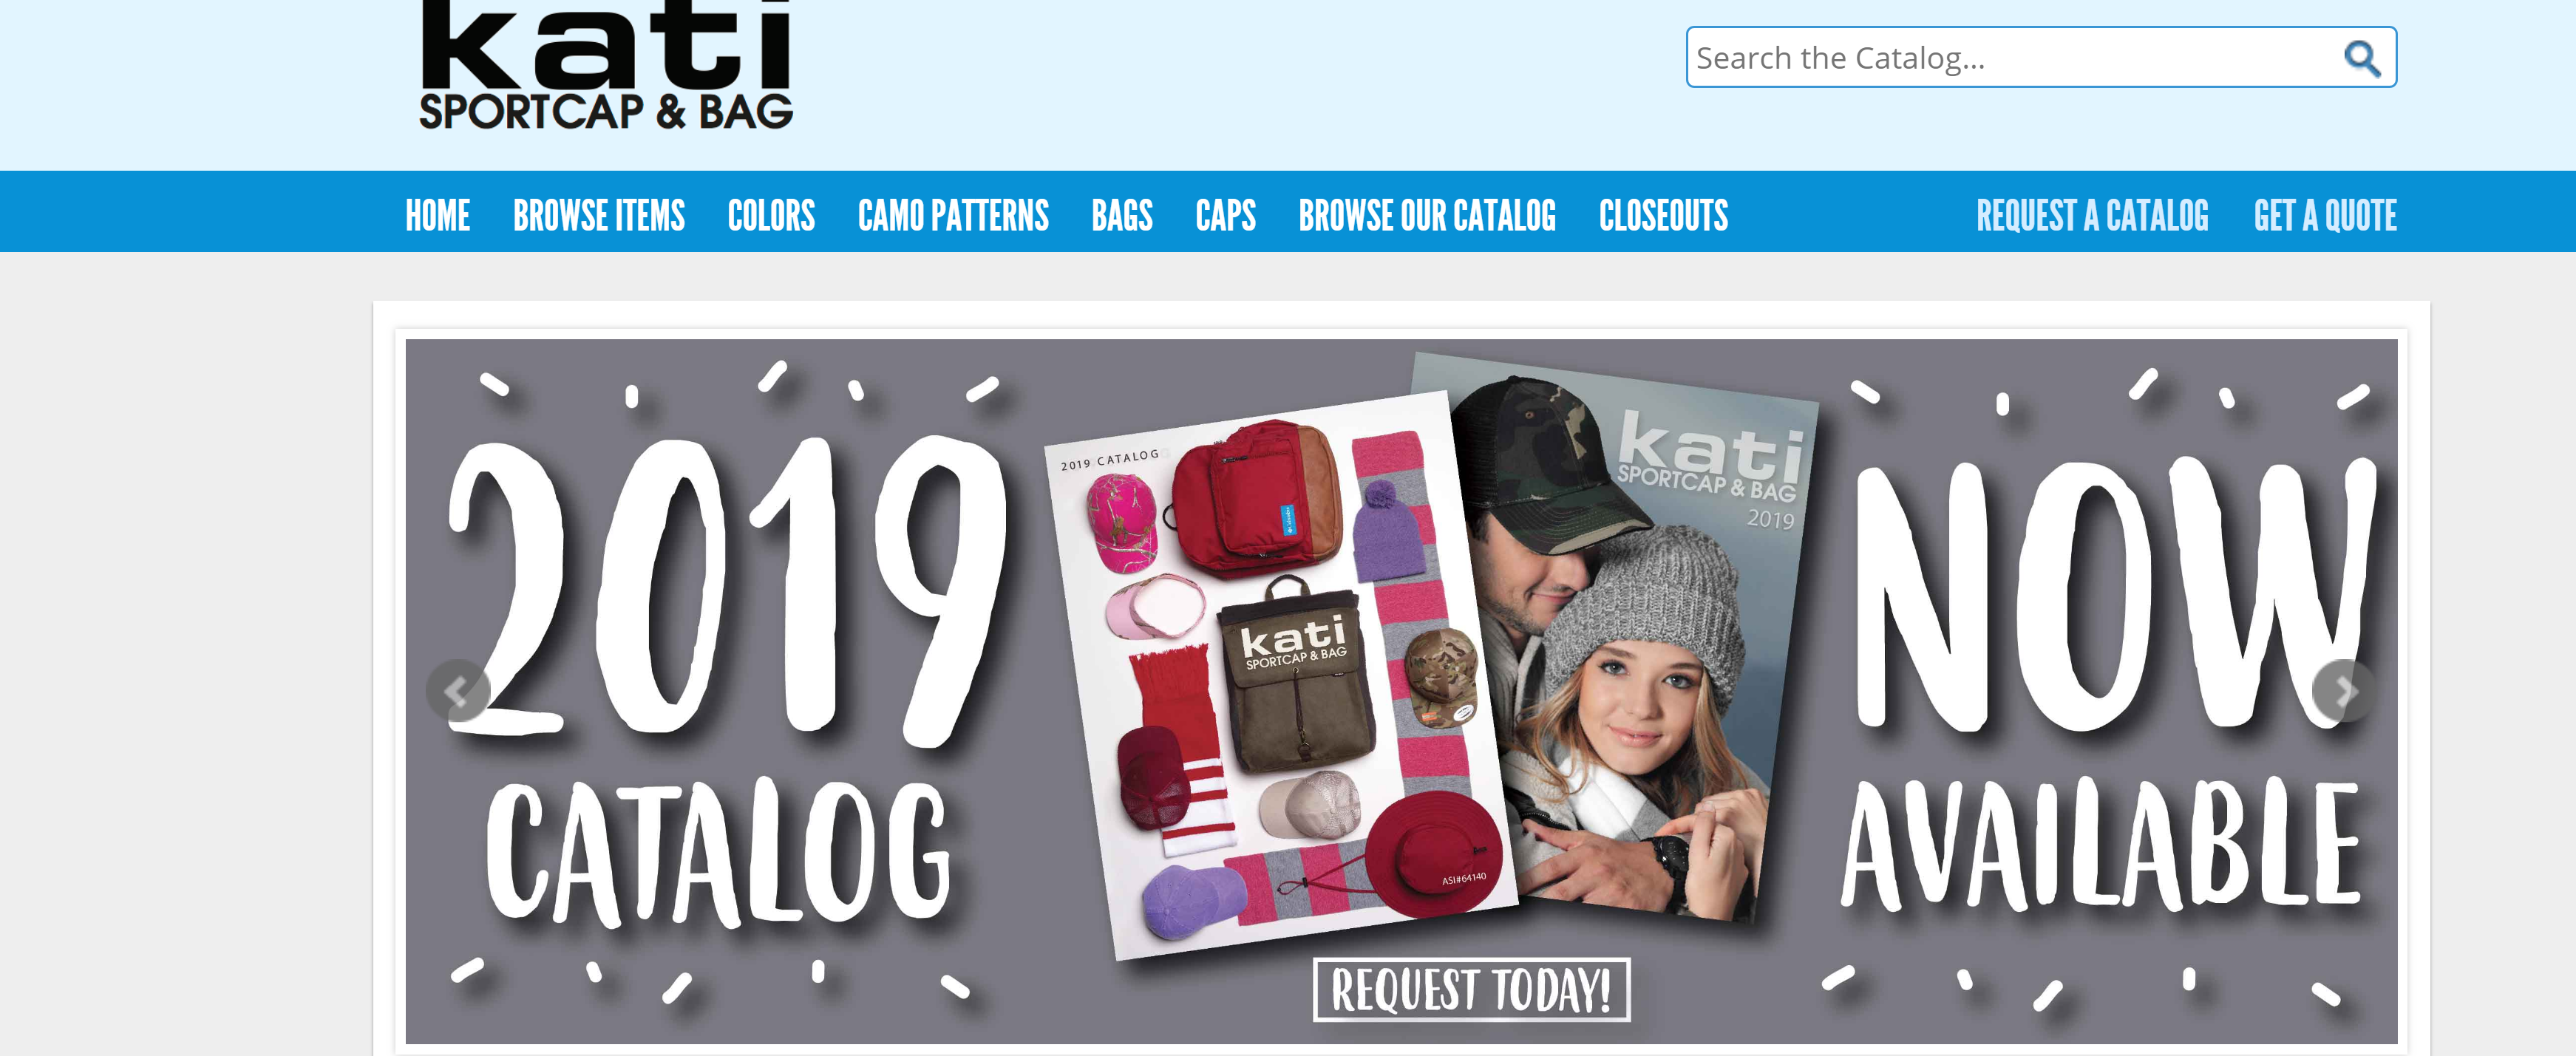 kati
SPORTCAP & BAG
Search the Catalog...
HOME BROWSE ITEMS COLORS CAMO PATTERNS BAGS CAPS BROWSE OUR CATALOG CLOSEOUTS REQUEST A CATALOG GET A QUOTE
2019
CATALOG
2019 CATALOG
kati
SPORTCAP & BAG
ASI#64140
kati
SPORTCAP & BAG
2019
NOW
AVAILABLE
REQUEST TODAY!